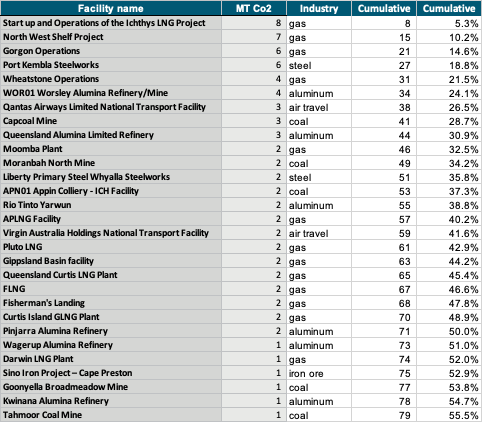 Facility name MT Co2 Industry Cumulative Cumulative
Start up and Operations of the Ichthys LNG Project 8 gas 8 5.3%
North West Shelf Project 7 gas 15 10.2%
Gorgon Operations 6 gas 21 14.6%
Port Kembla Steelworks 6 steel 27 18.8%
Wheatstone Operations 4 gas 31 21.5%
WOR01 Worsley Alumina Refinery/Mine 4 aluminum 34 24.1%
Qantas Airways Limited National Transport Facility 3 air travel 38 26.5%
Capcoal Mine 3 coal 41 28.7%
Queensland Alumina Limited Refinery 3 aluminum 44 30.9%
Moomba Plant 2 gas 46 32.5%
Moranbah North Mine 2 coal 49 34.2%
Liberty Primary Steel Whyalla Steelworks 2 steel 51 35.8%
APN01 Appin Colliery - ICH Facility 2 coal 53 37.3%
Rio Tinto Yarwun 2 aluminum 55 38.8%
APLNG Facility 2 gas 57 40.2%
Virgin Australia Holdings National Transport Facility 2 air travel 59 41.6%
Pluto LNG 2 gas 61 42.9%
Gippsland Basin facility 2 gas 63 44.2%
Queensland Curtis LNG Plant 2 gas 65 45.4%
FLNG 2 gas 67 46.6%
Fisherman's Landing 2 gas 68 47.8%
Curtis Island GLNG Plant 2 gas 70 48.9%
Pinjarra Alumina Refinery 2 aluminum 71 50.0%
Wagerup Alumina Refinery 1 aluminum 73 51.0%
Darwin LNG Plant 1 gas 74 52.0%
Sino Iron Project – Cape Preston 1 iron ore 75 52.9%
Goonyella Broadmeadow Mine 1 coal 77 53.8%
Kwinana Alumina Refinery 1 aluminum 78 54.7%
Tahmoor Coal Mine 1 coal 79 55.5%